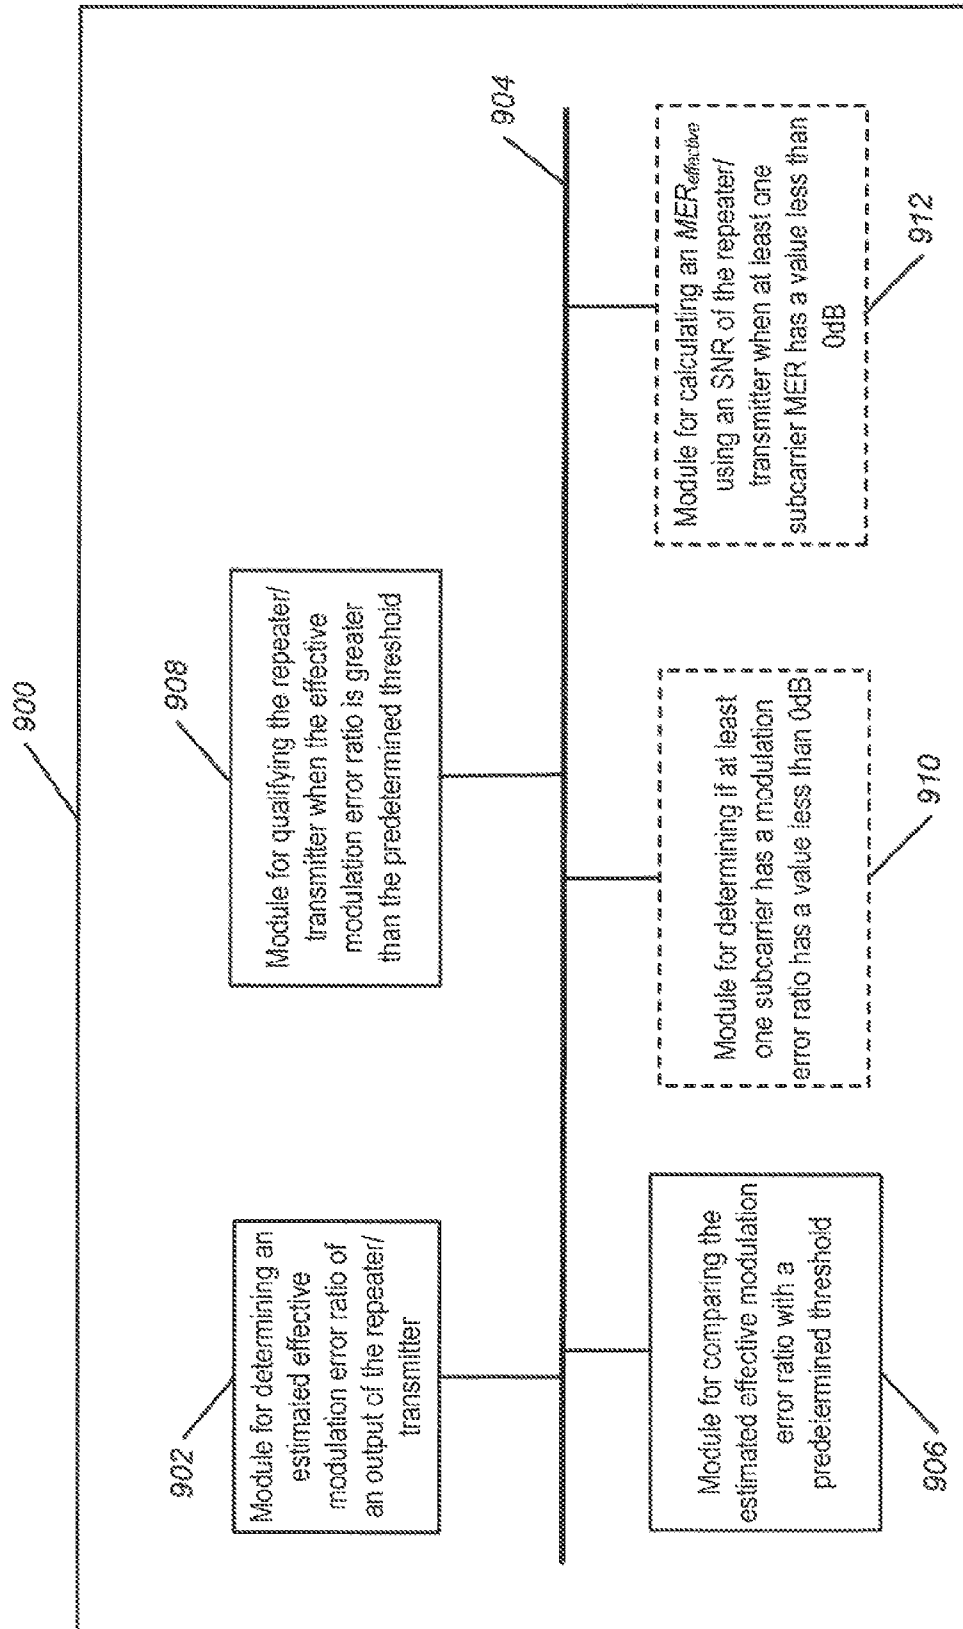 900
902
Module for determining an
estimated effective
modulation error ratio of
an output of the repeater/
transmitter
908
Module for qualifying the repeater/
transmitter when the effective
modulation error ratio is greater
than the predetermined threshold
904
Module for comparing the
estimated effective modulation
error ratio with a
predetermined threshold
906
Module for determining if at least
one subcarrier has a modulation
error ratio has a value less than 0dB
910
Module for calculating an MEReffective
using an SNR of the repeater/
transmitter when at least one
subcarrier MER has a value less than
0dB
912